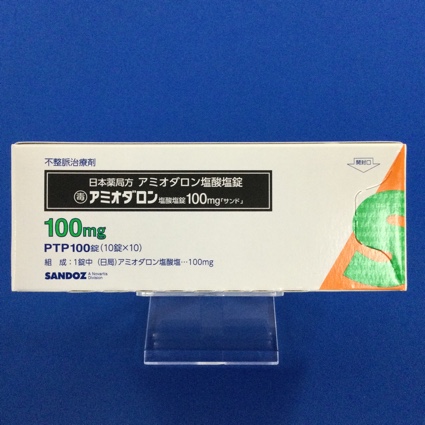 不整脈治療剤
開封口
日本薬局方 アミオダロン塩酸塩錠
毒 アミオダロン塩酸塩錠100mg「サンド」
100mg
PTP100錠(10錠×10)
組 成:1錠中 (日局)アミオダロン塩酸塩…100mg
SANDOZ A Novartis
Division